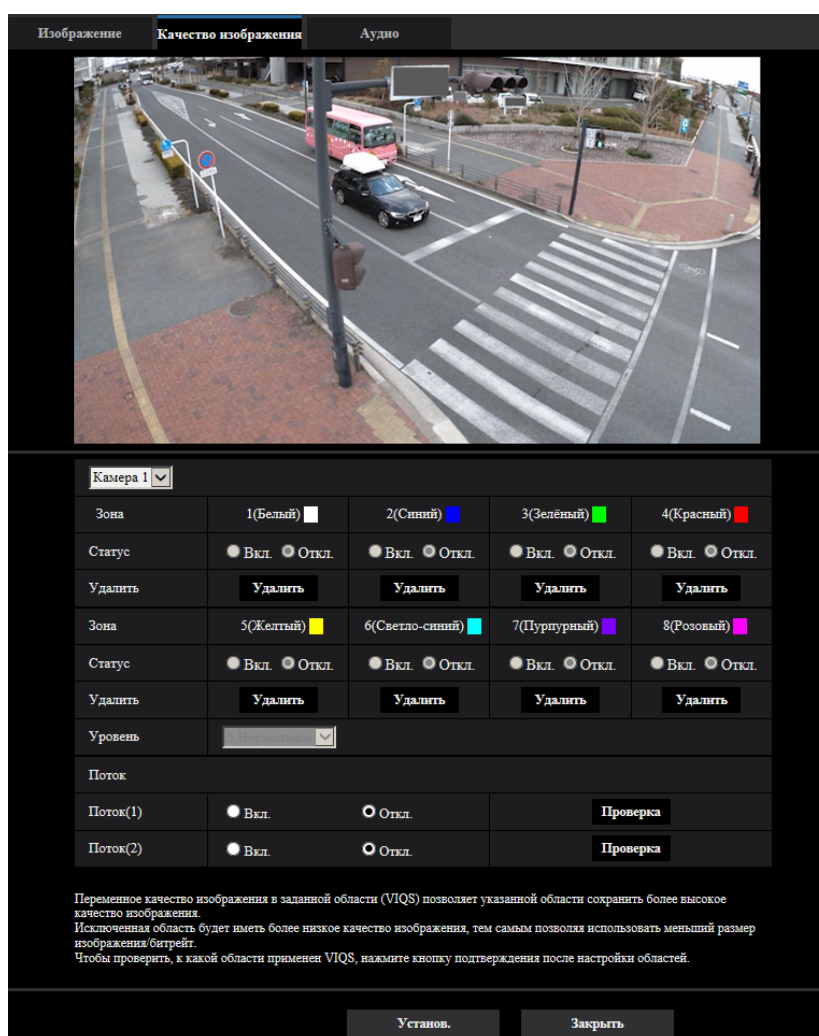 Изображение Качество изображения Аудио
Камера 1
Зона 1(Белый) 2(Синий) 3(Зелёный) 4(Красный)
Статус Вкл. Откл. Вкл. Откл. Вкл. Откл. Вкл. Откл.
Удалить Удалить Удалить Удалить Удалить
Зона 5(Желтый) 6(Светло-синий) 7(Пурпурный) 8(Розовый)
Статус Вкл. Откл. Вкл. Откл. Вкл. Откл. Вкл. Откл.
Удалить Удалить Удалить Удалить Удалить
Уровень 5 Нормальное
Поток
Поток(1) Вкл. Откл. Проверка
Поток(2) Вкл. Откл. Проверка
Переменное качество изображения в заданной области (VIQS) позволяет указанной области сохранить более высокое
качество изображения.
Исключенная область будет иметь более низкое качество изображения, тем самым позволяя использовать меньший размер
изображения/битрейт.
Чтобы проверить, к какой области применен VIQS, нажмите кнопку подтверждения после настройки областей.
Установ. Закрыть